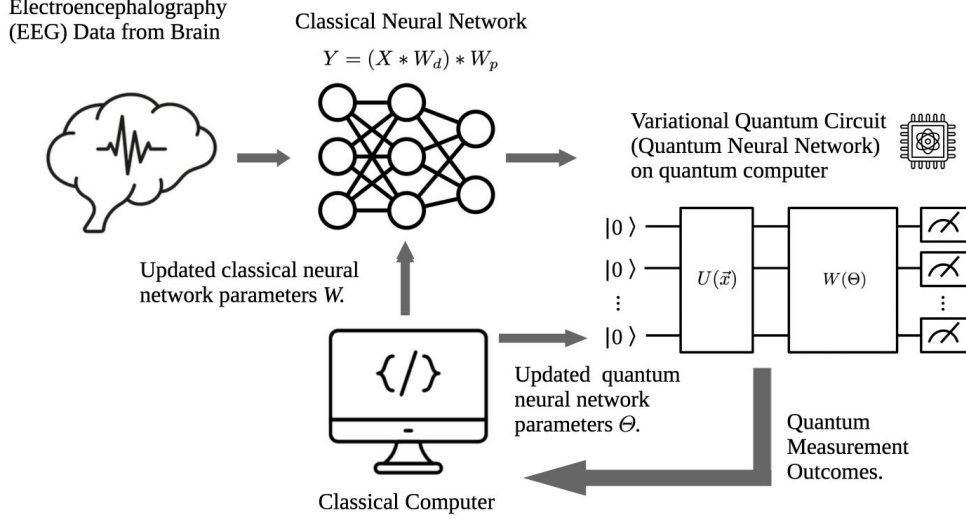 Electroencephalography
(EEG) Data from Brain
Classical Neural Network
Y = (X * W_d) * W_p
Variational Quantum Circuit
(Quantum Neural Network)
on quantum computer
|0⟩
|0⟩
⋮
|0⟩
U(x⃗)
W(Θ)
⋮
Updated classical neural
network parameters W.
</>
{/}
Updated quantum
neural network
parameters Θ.
Quantum
Measurement
Outcomes.
Classical Computer